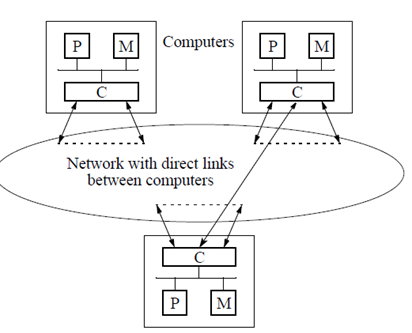 P M
Computers
P M
C
C
Network with direct links
between computers
C
P M